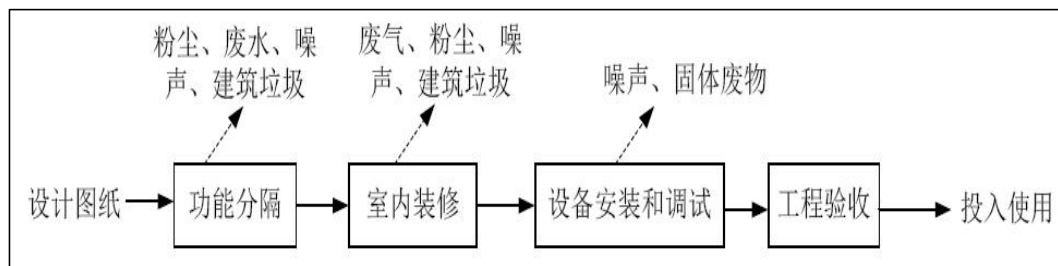 粉尘、废水、噪
声、建筑垃圾
废气、粉尘、噪
声、建筑垃圾
噪声、固体废物
设计图纸
功能分隔
室内装修
设备安装和调试
工程验收
投入使用